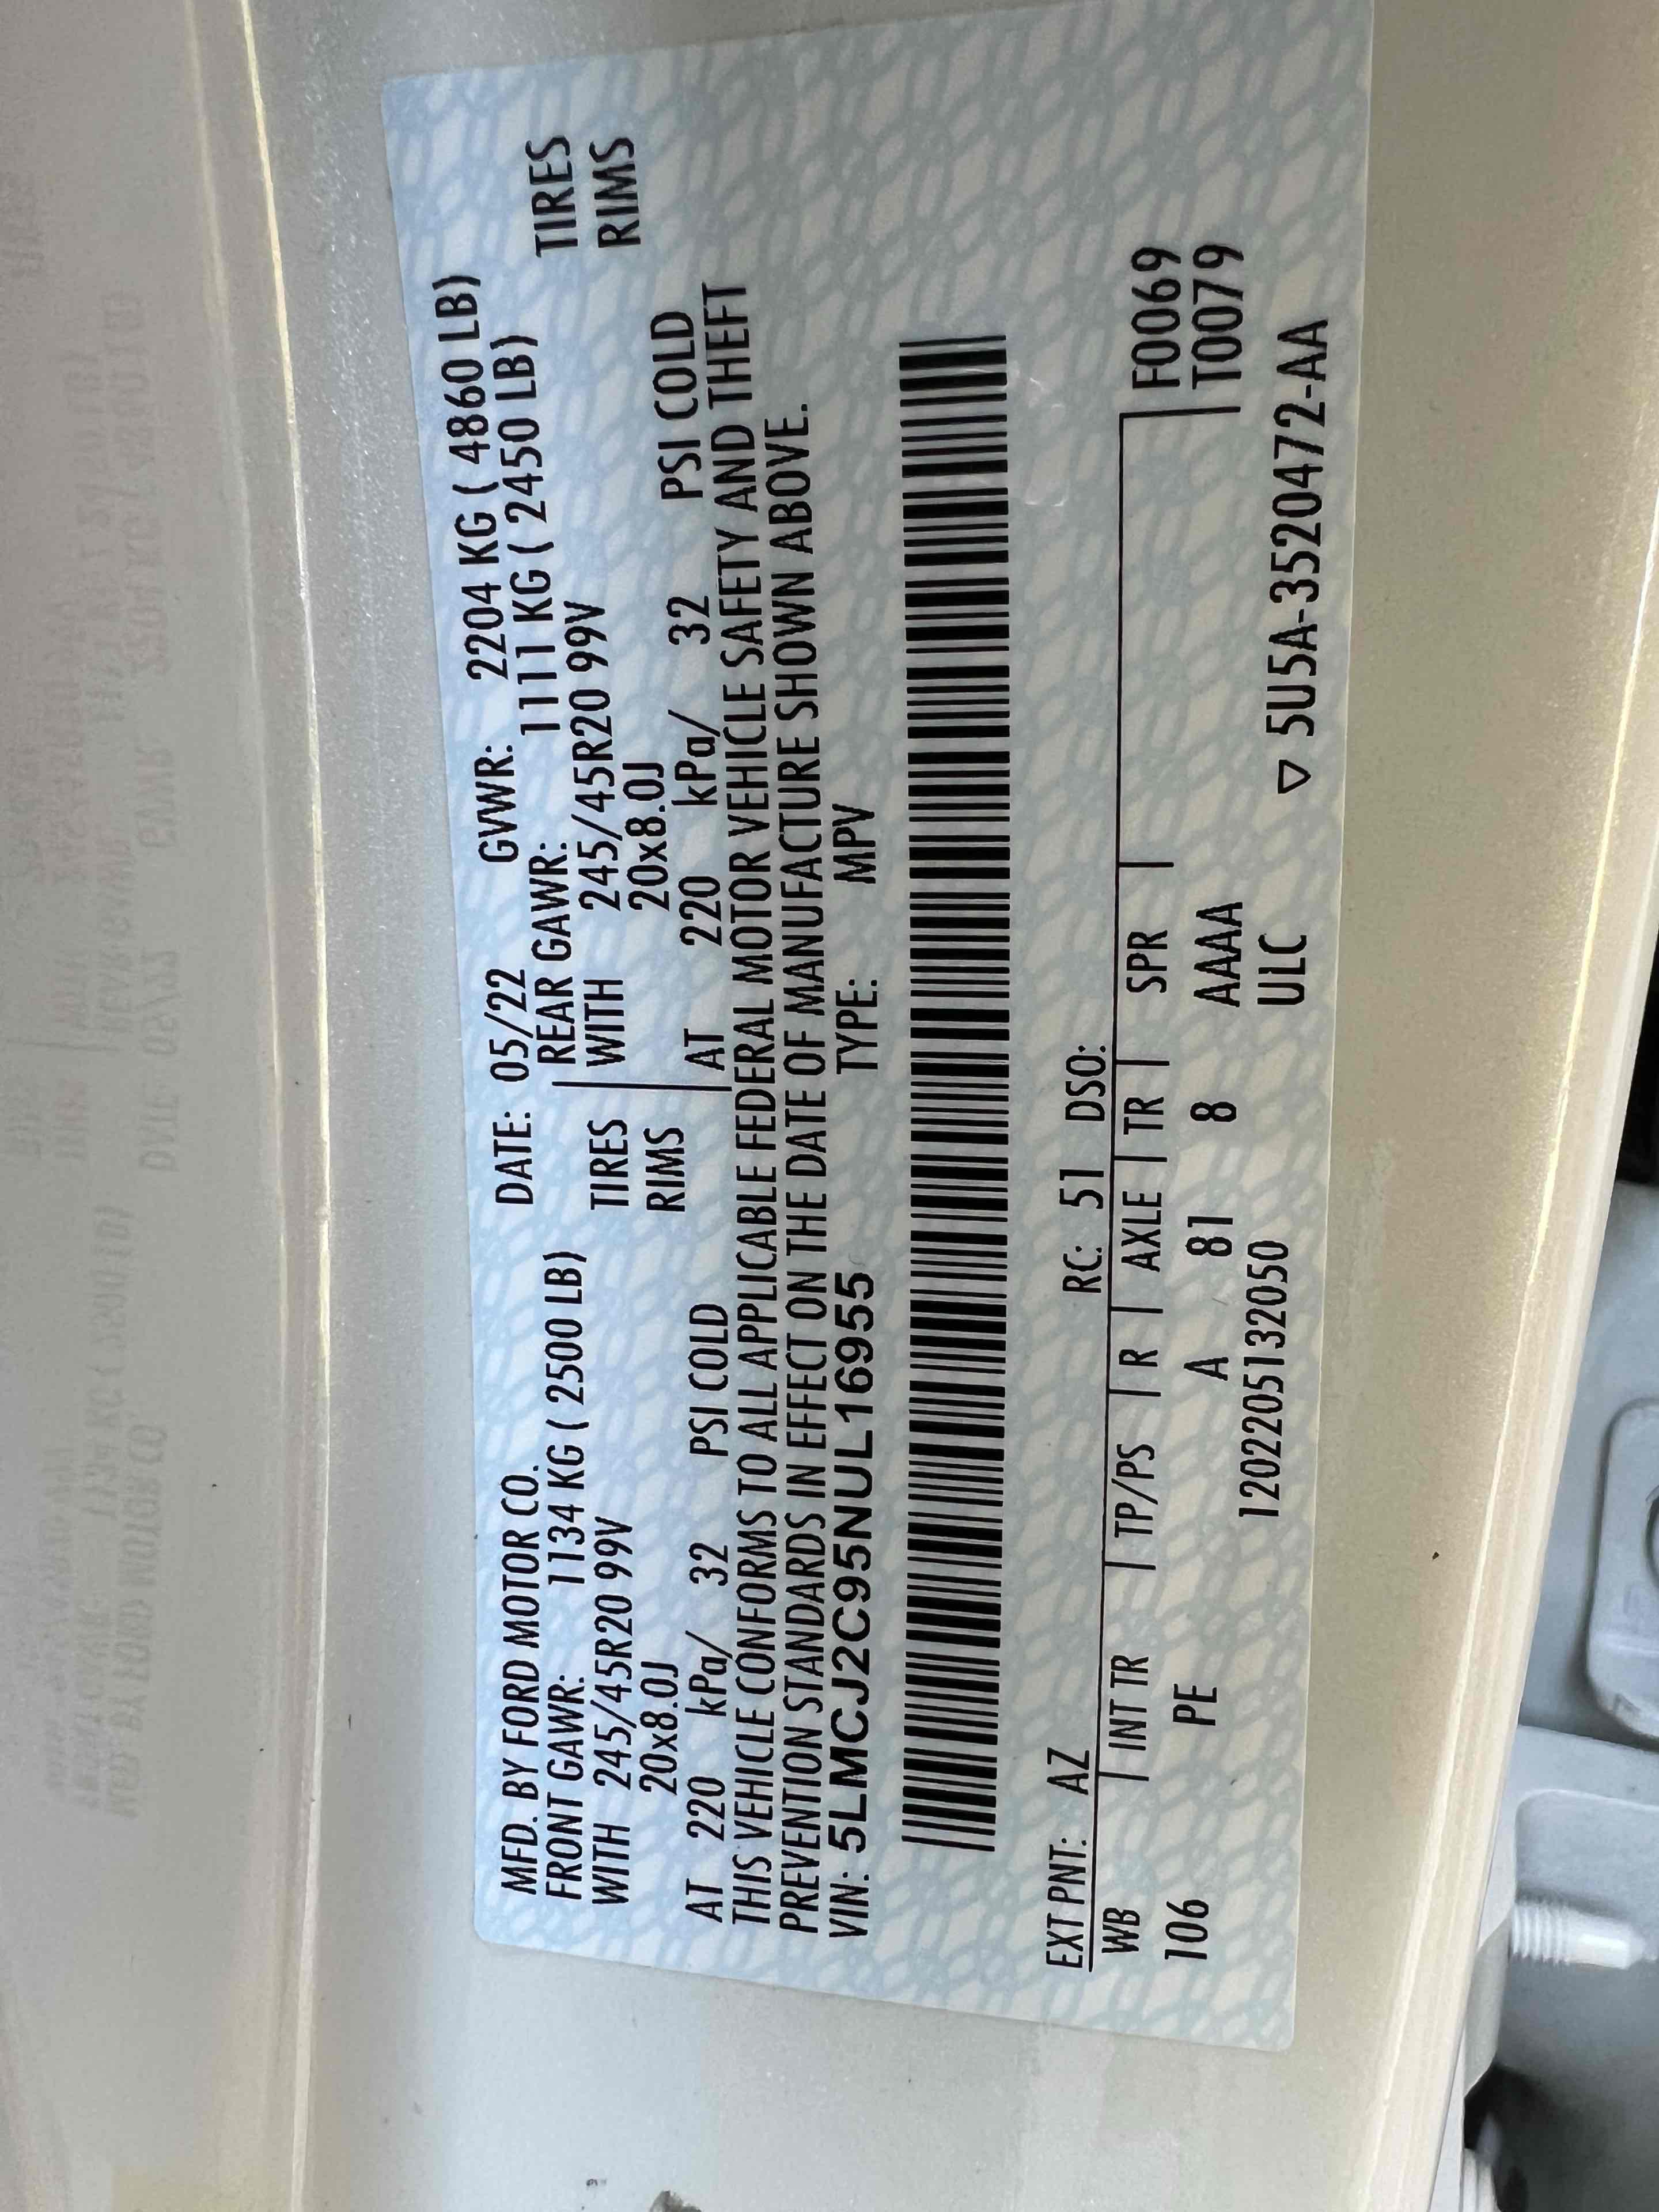 MFD. BY FORD MOTOR CO. DATE: 05/22 GVWR: 2204 KG ( 4860 LB)
FRONT GAWR: 1134 KG ( 2500 LB) REAR GAWR: 1111 KG ( 2450 LB)
WITH 245/45R20 99V TIRES WITH 245/45R20 99V TIRES
20x8.0J RIMS 20x8.0J RIMS
AT 220 kPa/ 32 PSI COLD AT 220 kPa/ 32 PSI COLD
THIS VEHICLE CONFORMS TO ALL APPLICABLE FEDERAL MOTOR VEHICLE SAFETY AND THEFT
PREVENTION STANDARDS IN EFFECT ON THE DATE OF MANUFACTURE SHOWN ABOVE.
VIN: 5LMCJ2C95NUL16955 TYPE: MPV
EXT PNT: AZ RC: 51 DSO:
WB | INT TR | TP/PS | R | AXLE | TR | SPR | F0069
106 PE A 81 8 AAAA T0079
1202205132050 ULC
▽ 5U5A-3520472-AA